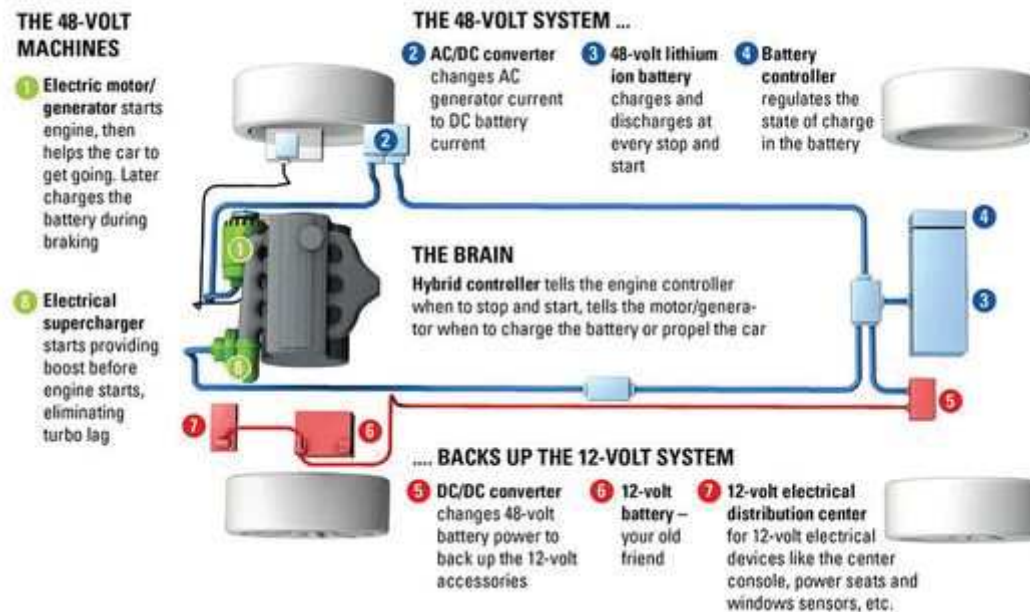 THE 48-VOLT
MACHINES
1 Electric motor/
generator starts
engine, then
helps the car to
get going. Later
charges the
battery during
braking
8 Electrical
supercharger
starts providing
boost before
engine starts,
eliminating
turbo lag
THE 48-VOLT SYSTEM ...
2 AC/DC converter
changes AC
generator current
to DC battery
current
3 48-volt lithium
ion battery
charges and
discharges at
every stop and
start
4 Battery
controller
regulates the
state of charge
in the battery
2
1
4
THE BRAIN
Hybrid controller tells the engine controller
when to stop and start, tells the motor/genera-
tor when to charge the battery or propel the car
3
8
5
7
6
.... BACKS UP THE 12-VOLT SYSTEM
5 DC/DC converter
changes 48-volt
battery power to
back up the 12-volt
accessories
6 12-volt
battery –
your old
friend
7 12-volt electrical
distribution center
for 12-volt electrical
devices like the center
console, power seats and
windows sensors, etc.